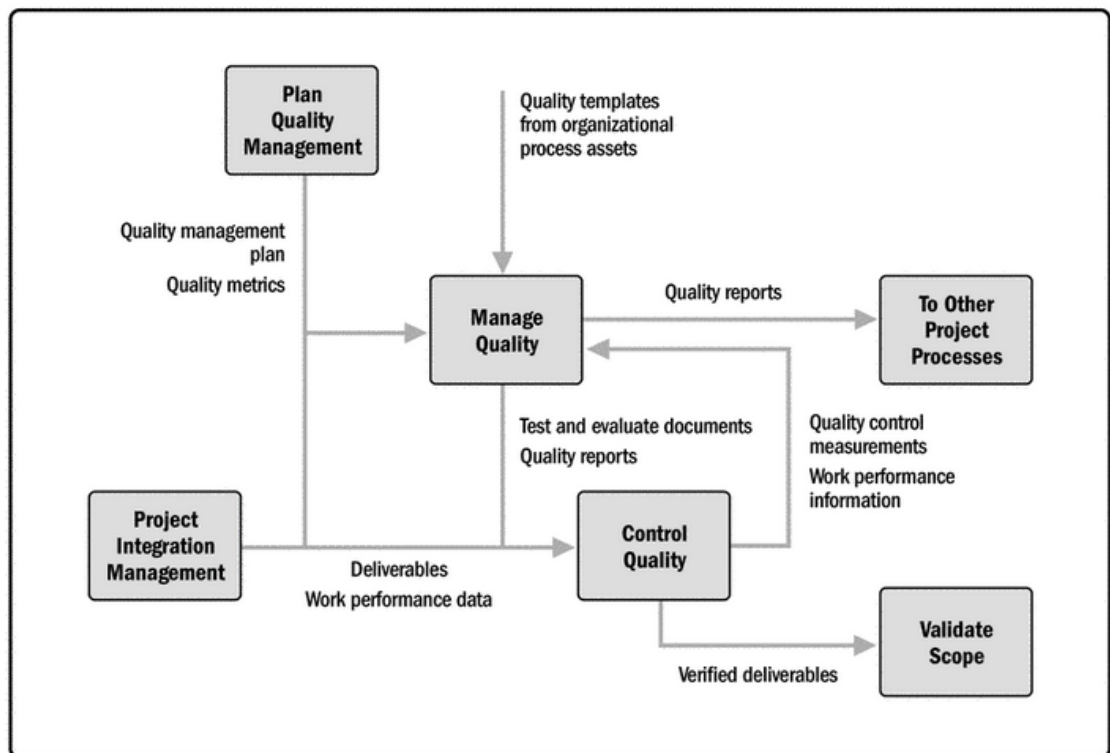 Plan
Quality
Management
Quality templates
from organizational
process assets
Quality management
plan
Quality metrics
Manage
Quality
Quality reports
To Other
Project
Processes
Test and evaluate documents
Quality reports
Quality control
measurements
Work performance
information
Project
Integration
Management
Deliverables
Work performance data
Control
Quality
Verified deliverables
Validate
Scope